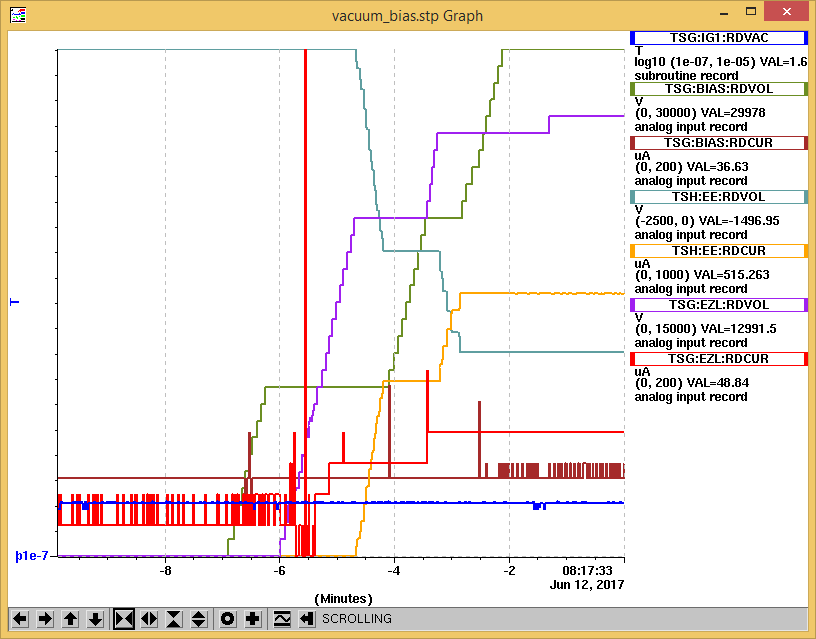 vacuum_bias.stp Graph
TSG:IG1:RDVAC
T
log10 (1e-07, 1e-05) VAL=1.6
subroutine record
TSG:BIAS:RDVOL
V
(0, 30000) VAL=29978
analog input record
TSG:BIAS:RDCUR
uA
(0, 200) VAL=36.63
analog input record
TSH:EE:RDVOL
V
(-2500, 0) VAL=-1496.95
analog input record
TSH:EE:RDCUR
uA
(0, 1000) VAL=515.263
analog input record
TSG:EZL:RDVOL
V
(0, 15000) VAL=12991.5
analog input record
TSG:EZL:RDCUR
uA
(0, 200) VAL=48.84
analog input record
T
1e-7
-8 -6 -4 -2 08:17:33
Jun 12, 2017
(Minutes)
SCROLLING